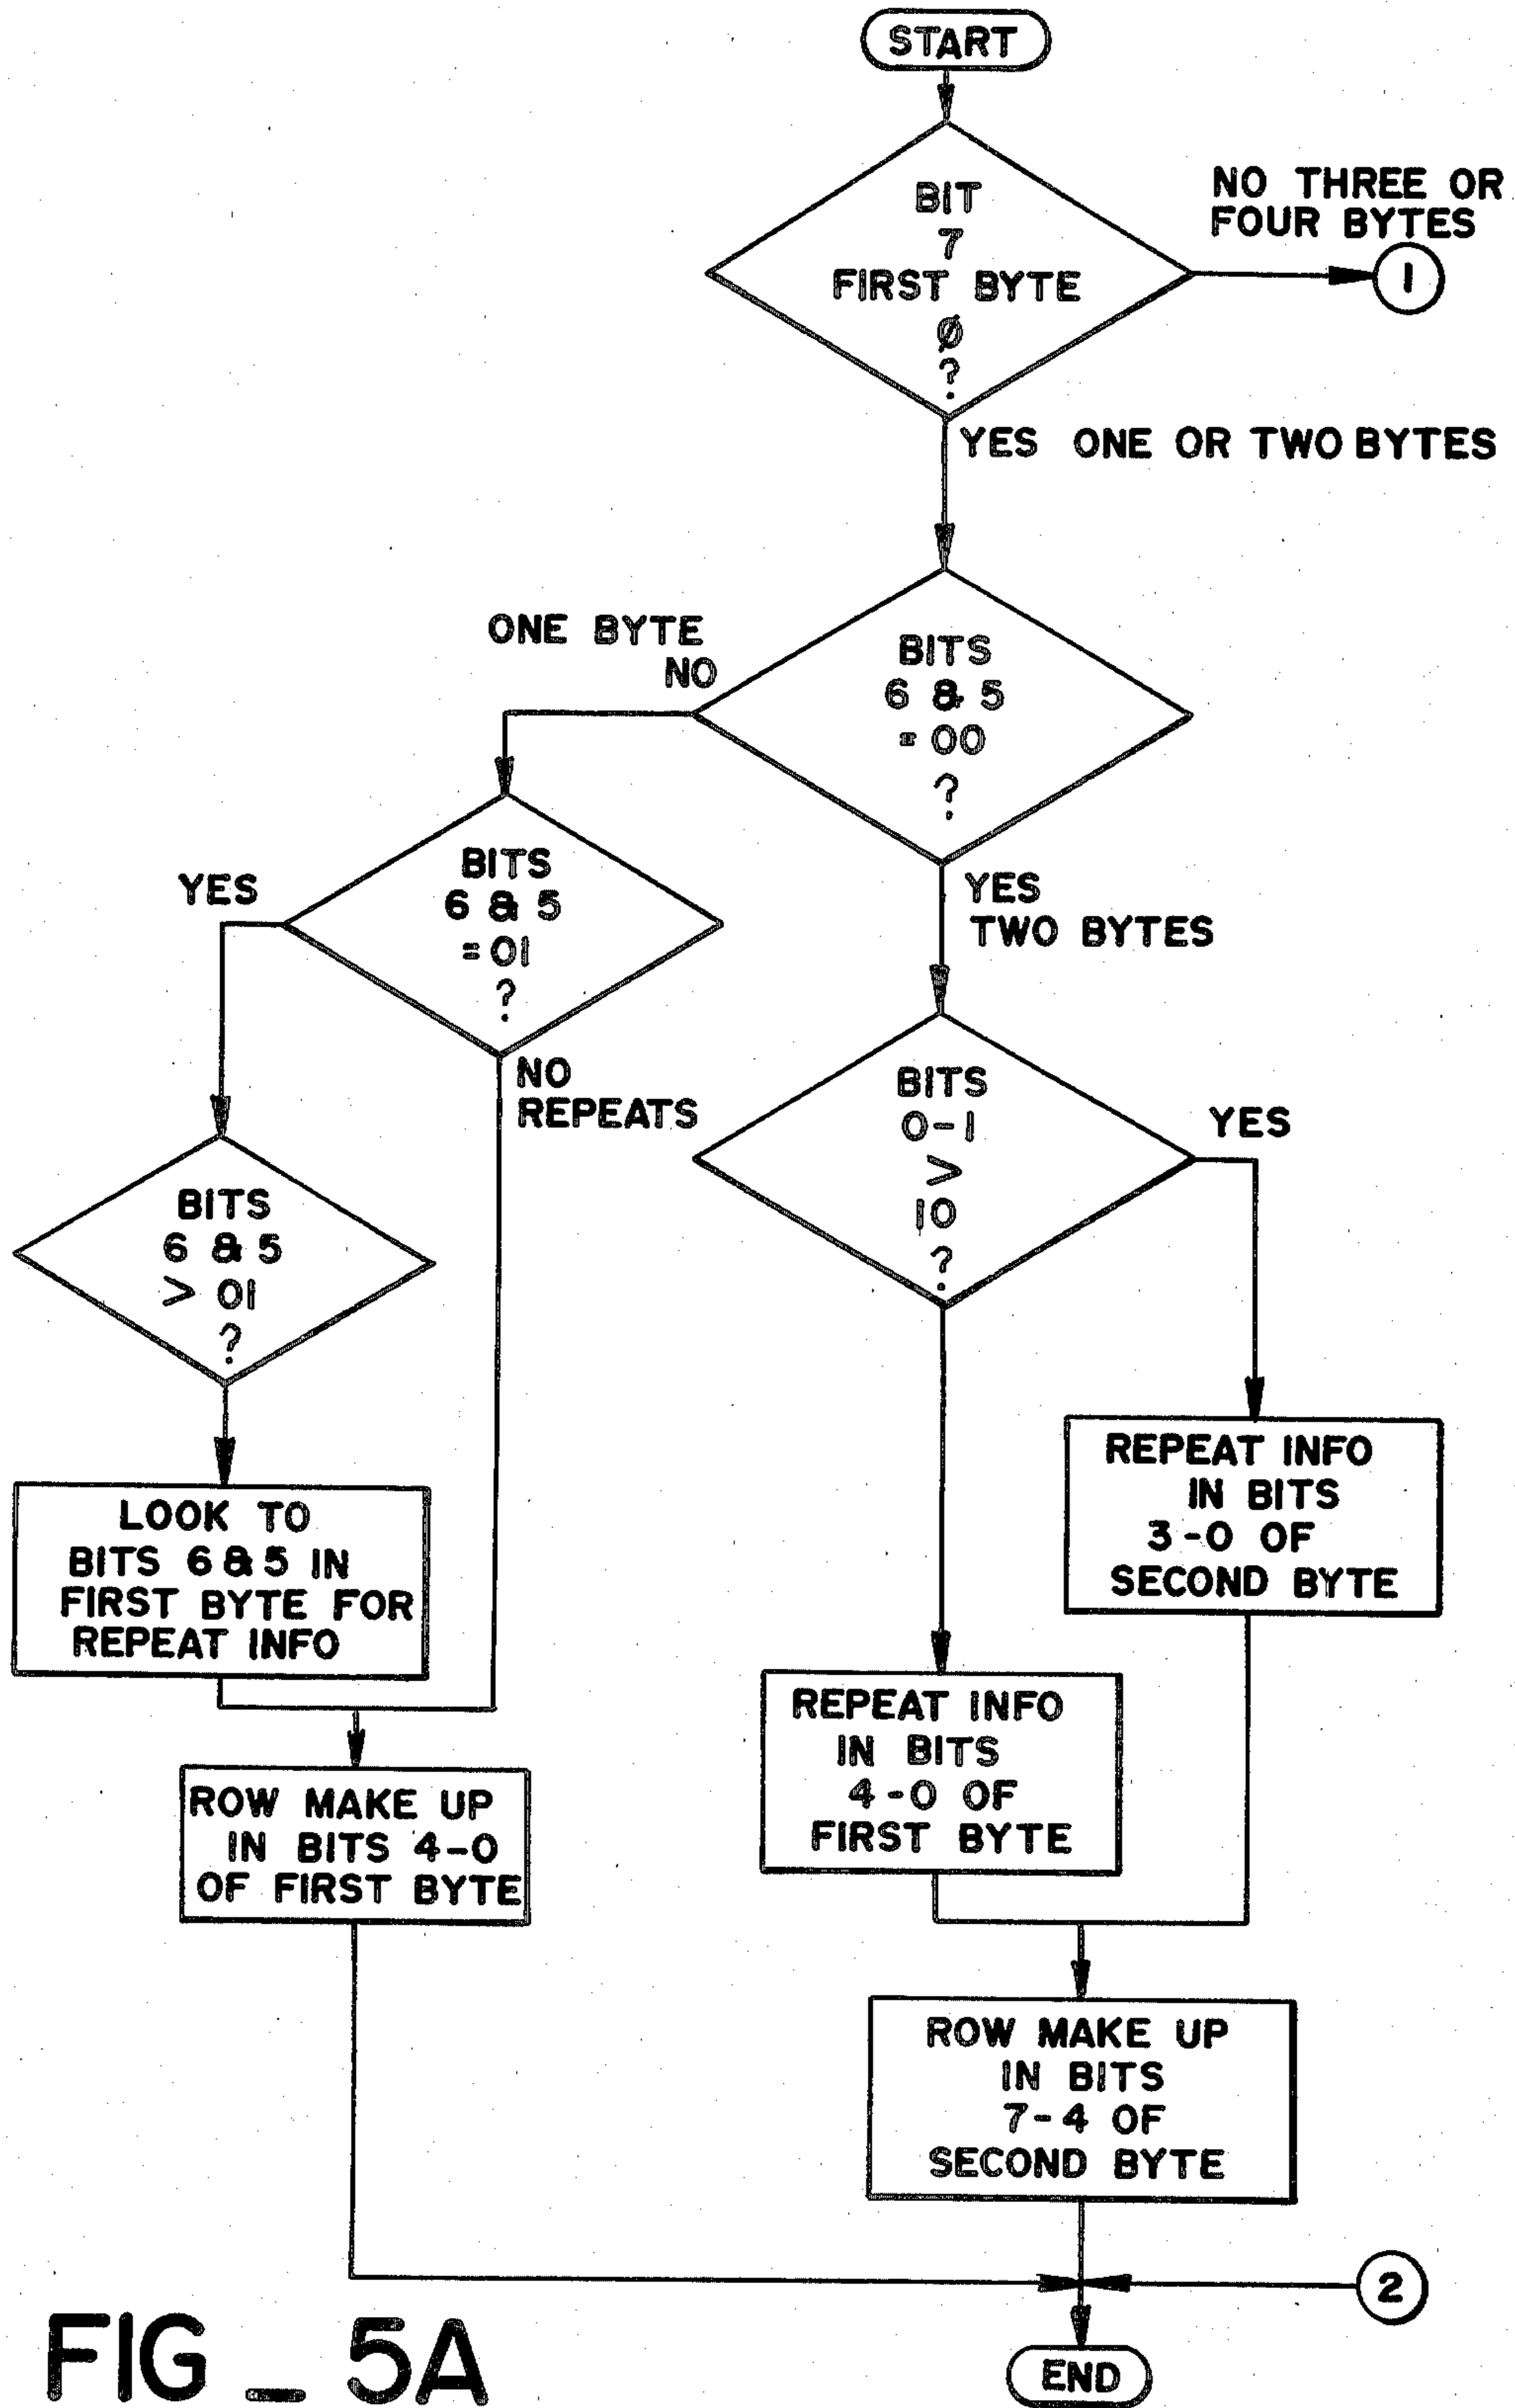 START
BIT
7
FIRST BYTE
Ø
?
NO THREE OR
FOUR BYTES
1
YES ONE OR TWO BYTES
BITS
6 & 5
= 00
?
ONE BYTE
NO
YES
TWO BYTES
BITS
6 & 5
= 01
?
YES
NO
REPEATS
BITS
6 & 5
> 01
?
BITS
0-1
>
10
?
YES
LOOK TO
BITS 6 & 5 IN
FIRST BYTE FOR
REPEAT INFO
REPEAT INFO
IN BITS
3-0 OF
SECOND BYTE
REPEAT INFO
IN BITS
4-0 OF
FIRST BYTE
ROW MAKE UP
IN BITS 4-0
OF FIRST BYTE
ROW MAKE UP
IN BITS
7-4 OF
SECOND BYTE
2
END
FIG _ 5A